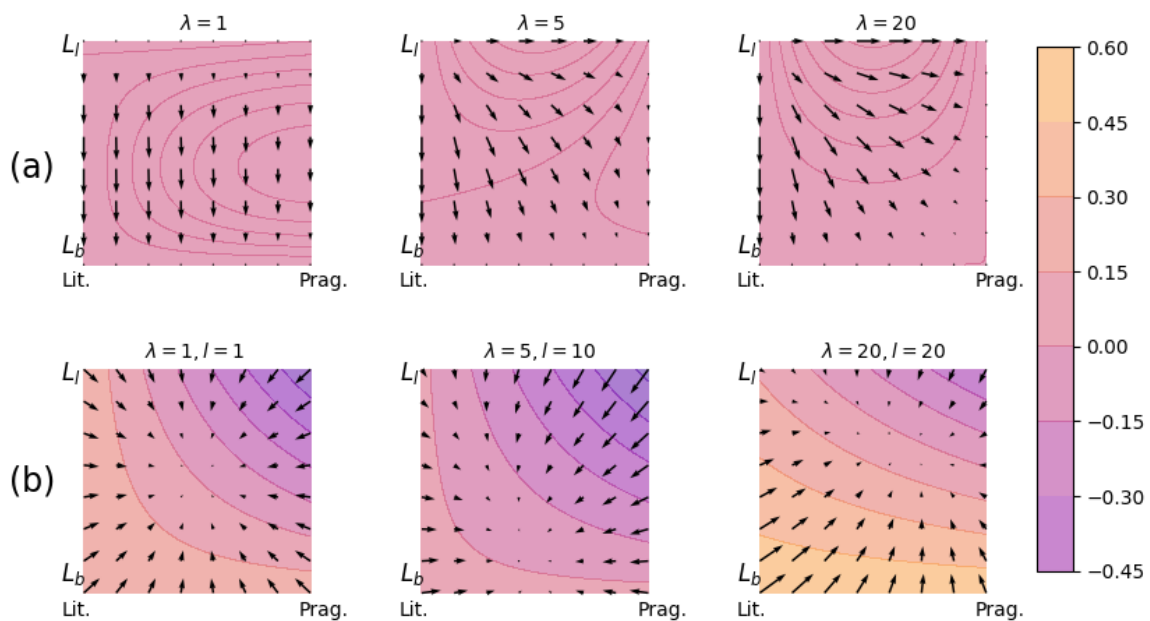 λ = 1
λ = 5
λ = 20
(a)
L_l
L_b
Lit.
Prag.
L_l
L_b
Lit.
Prag.
L_l
L_b
Lit.
Prag.
λ = 1, l = 1
λ = 5, l = 10
λ = 20, l = 20
(b)
L_l
L_b
Lit.
Prag.
L_l
L_b
Lit.
Prag.
L_l
L_b
Lit.
Prag.
0.60
0.45
0.30
0.15
0.00
−0.15
−0.30
−0.45